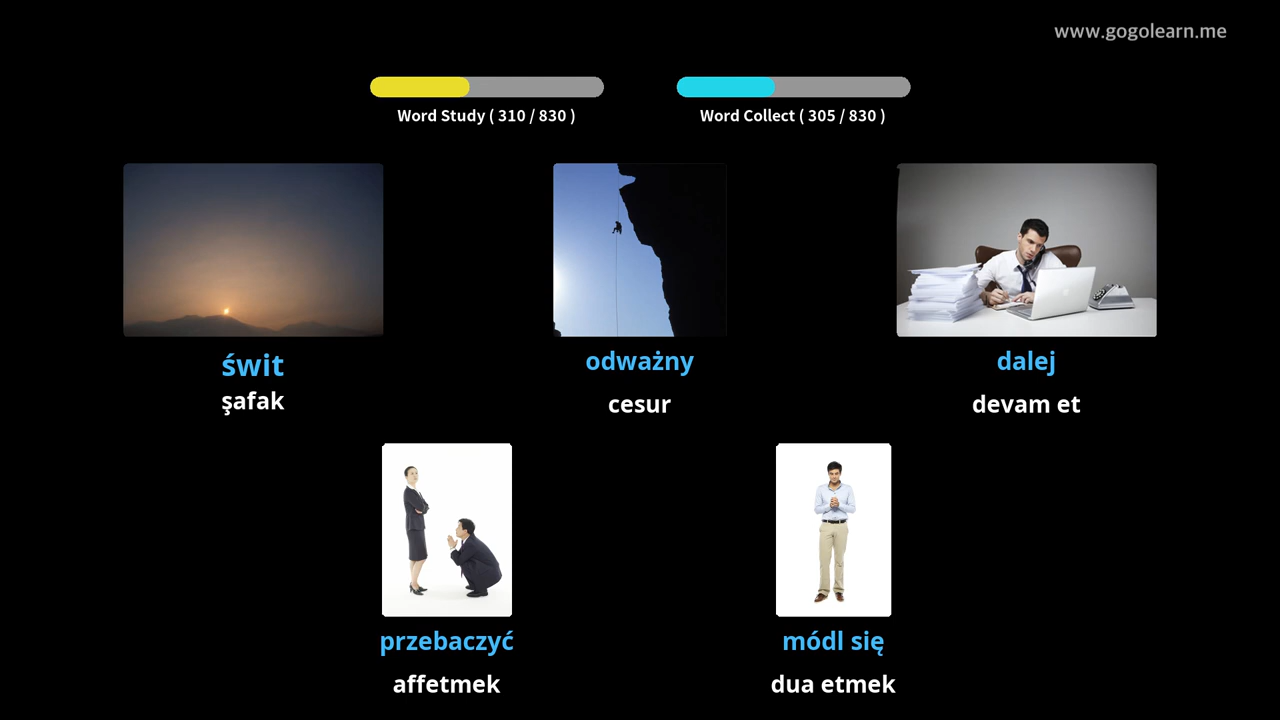 www.gogolearn.me
Word Study ( 310 / 830 )
Word Collect ( 305 / 830 )
świt
şafak
odważny
cesur
dalej
devam et
przebaczyć
affetmek
módl się
dua etmek